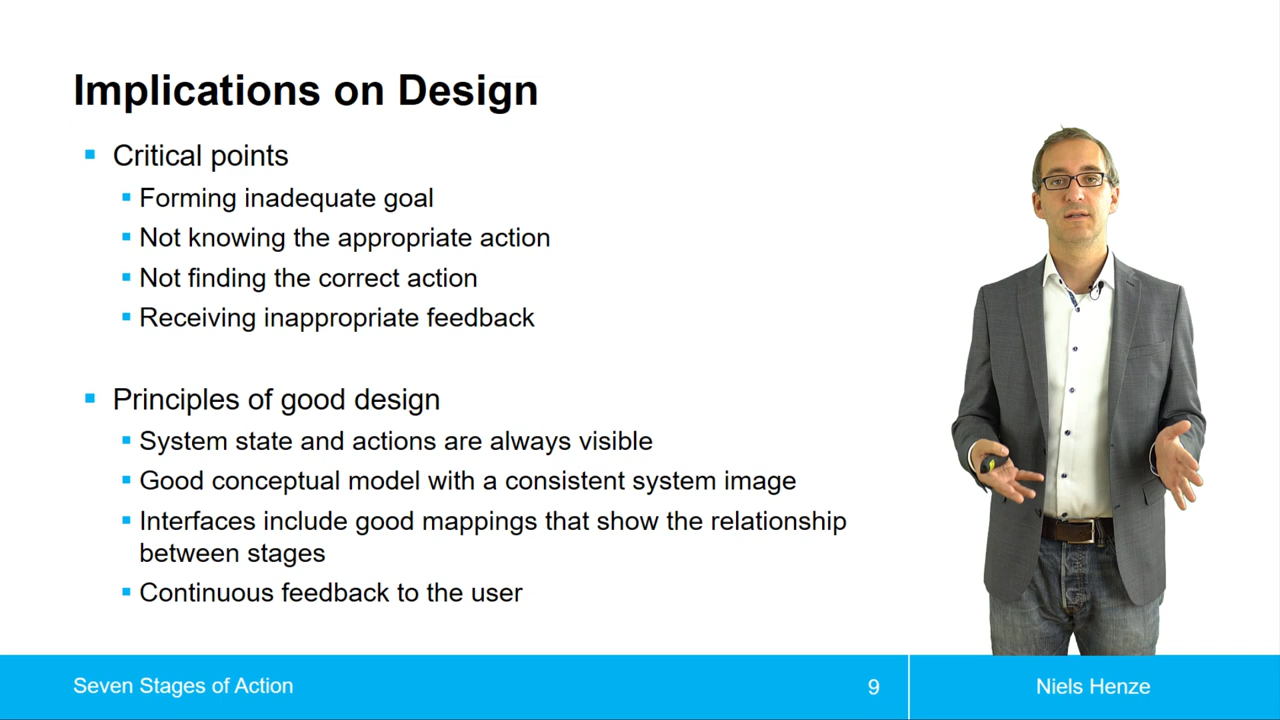 Implications on Design
Critical points
Forming inadequate goal
Not knowing the appropriate action
Not finding the correct action
Receiving inappropriate feedback
Principles of good design
System state and actions are always visible
Good conceptual model with a consistent system image
Interfaces include good mappings that show the relationship
between stages
Continuous feedback to the user
Seven Stages of Action
9
Niels Henze